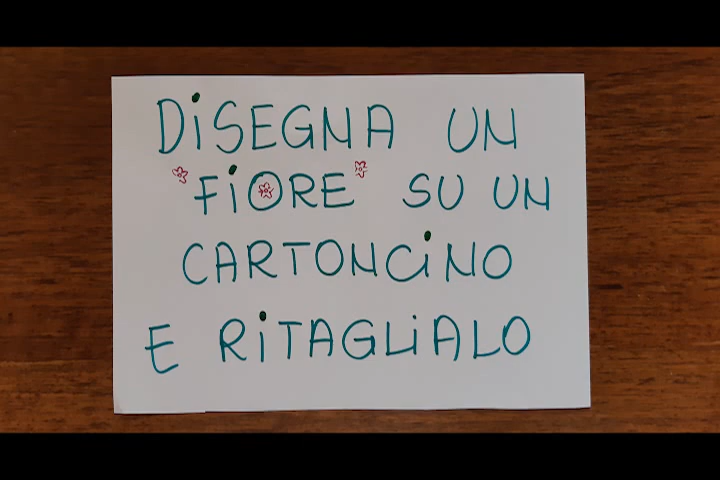 DiSEGNA UN
"FiORE" SU UN
CARTONCiNO
E RiTAGLiALO